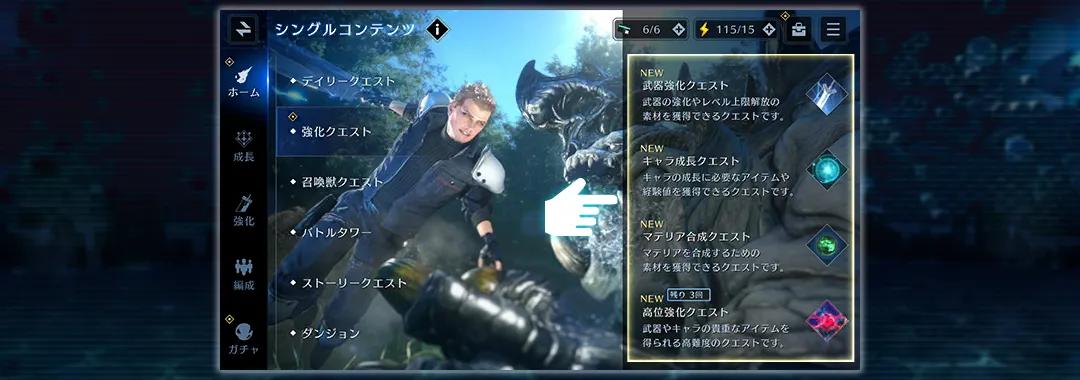 シングルコンテンツ
i
6/6
115/15
ホーム
成長
強化
編成
ガチャ
デイリークエスト
強化クエスト
召喚獣クエスト
バトルタワー
ストーリークエスト
ダンジョン
NEW
武器強化クエスト
武器の強化やレベル上限解放の
素材を獲得できるクエストです。
NEW
キャラ成長クエスト
キャラの成長に必要なアイテムや
経験値を獲得できるクエストです。
NEW
マテリア合成クエスト
マテリアを合成するための
素材を獲得できるクエストです。
NEW 残り 3回
高位強化クエスト
武器やキャラの貴重なアイテムを
得られる高難度のクエストです。